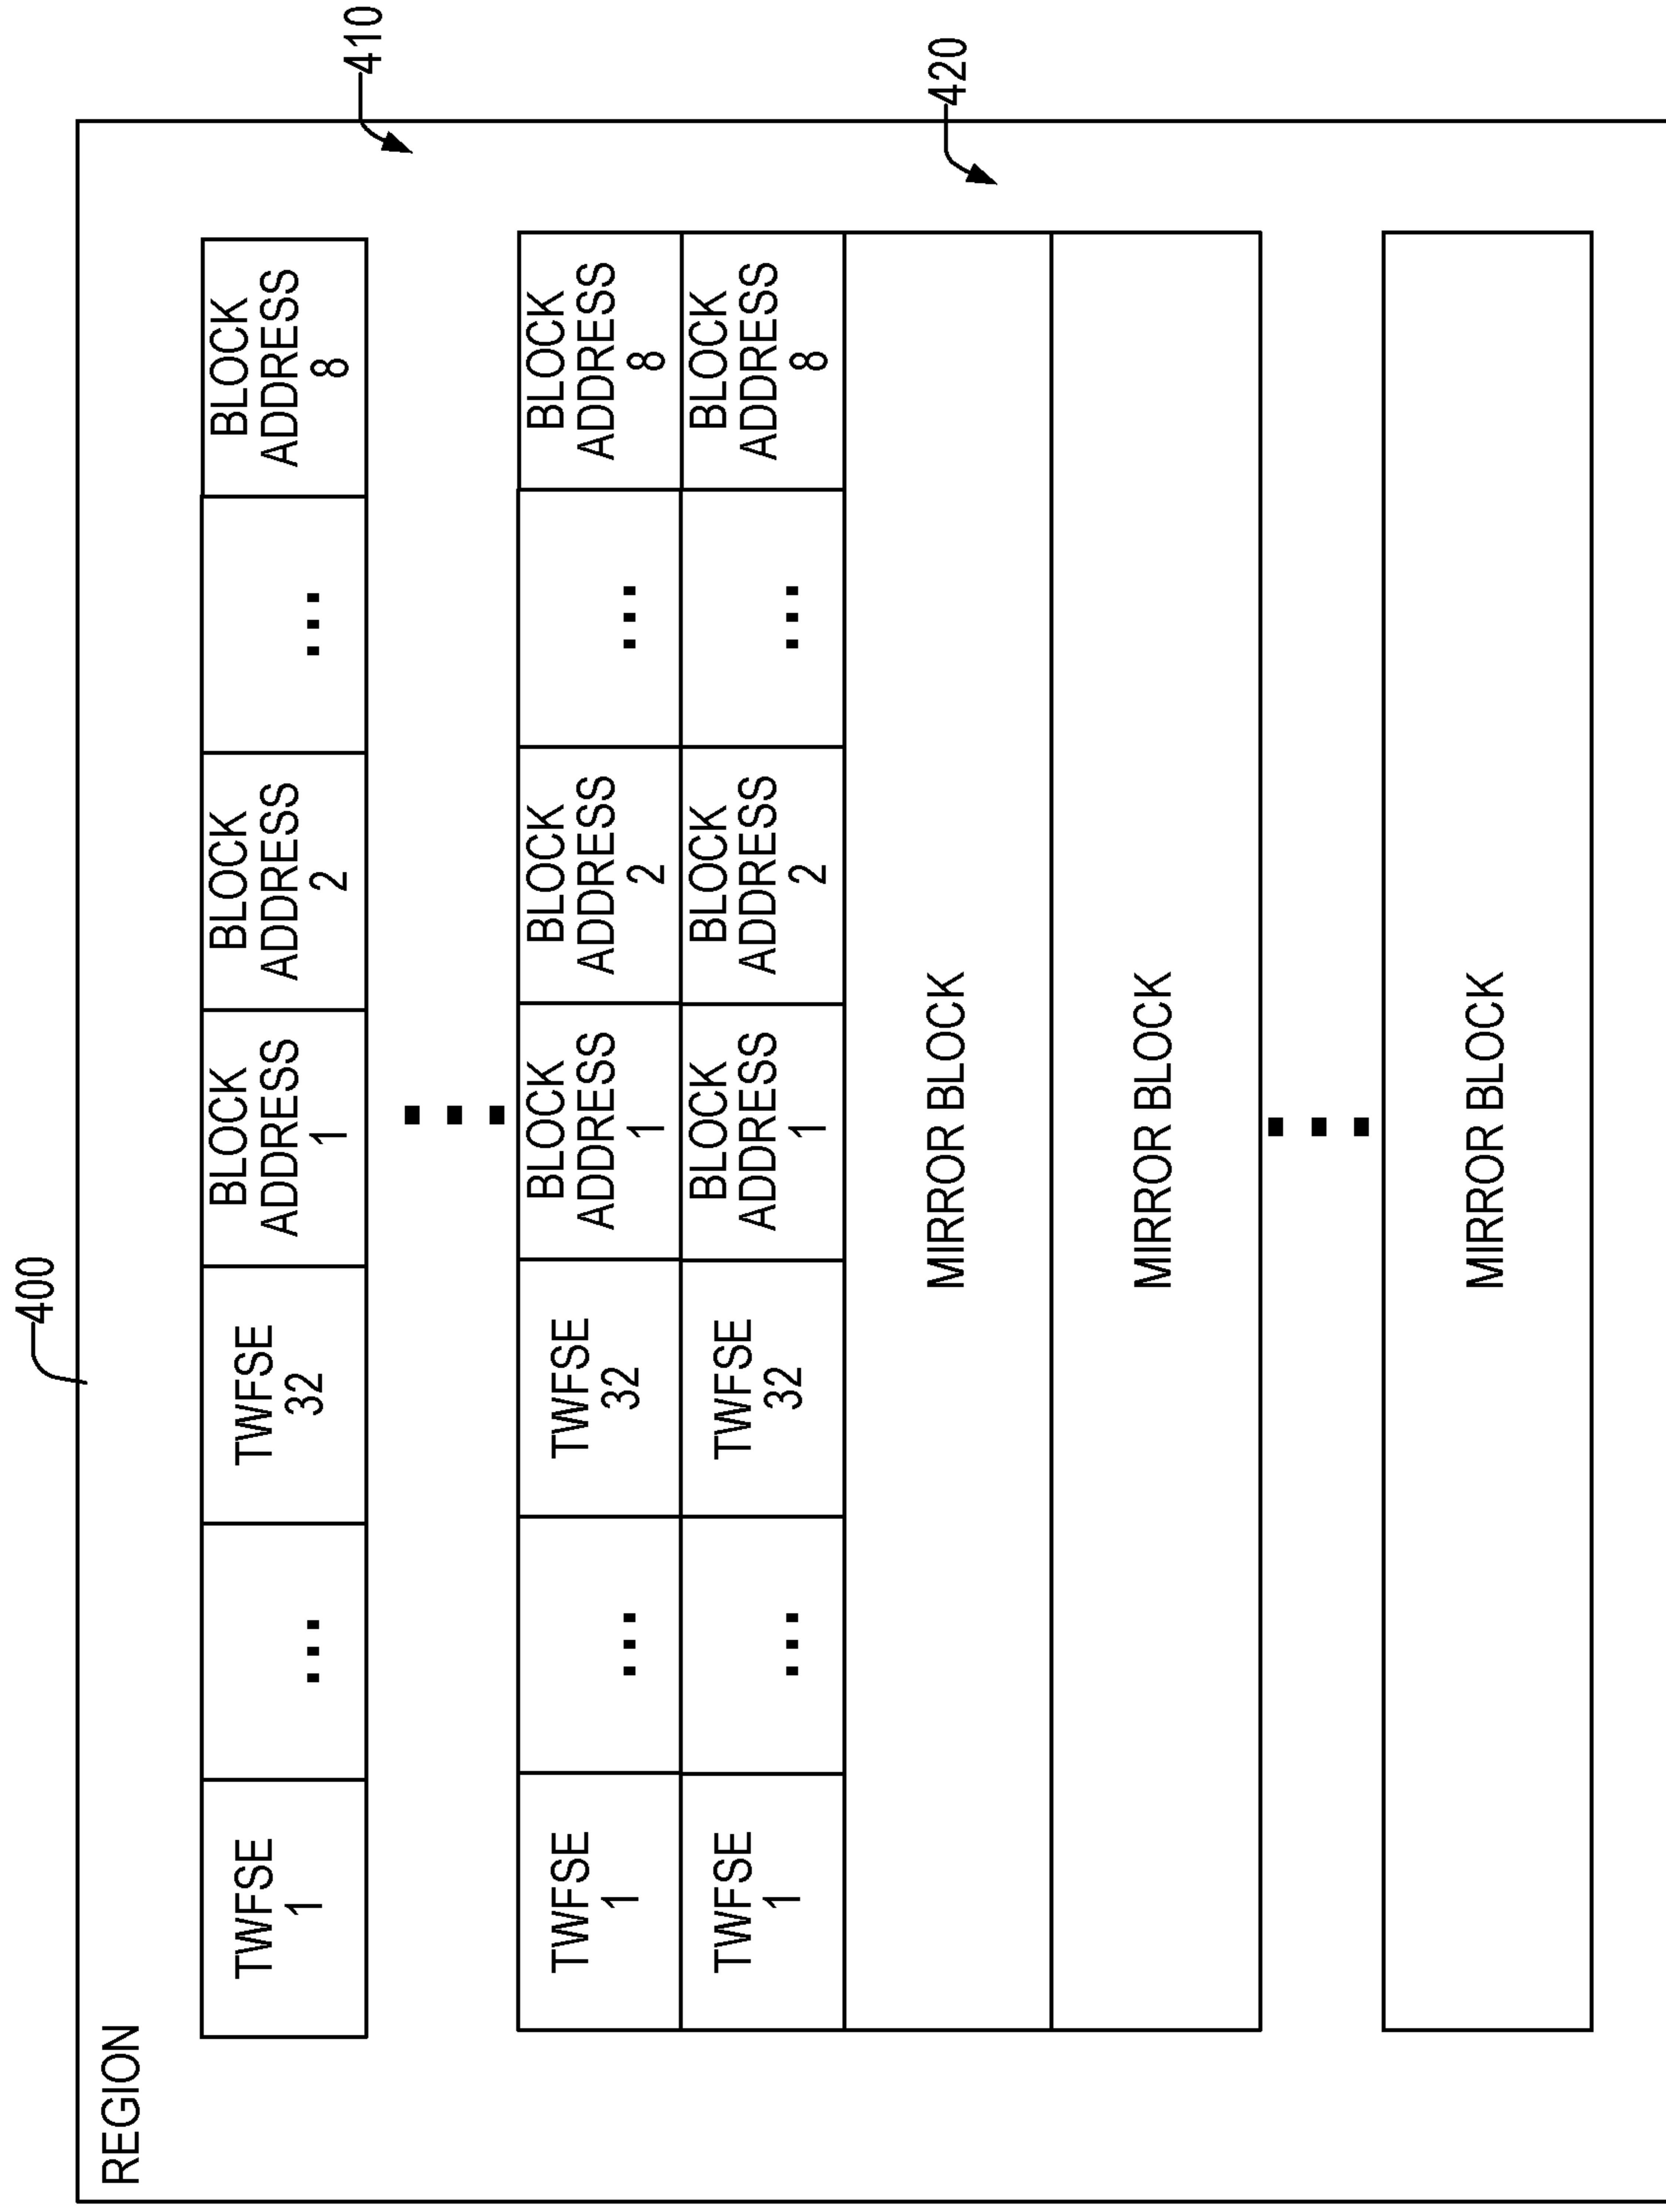 400
REGION
TWFSE
1
...
TWFSE
32
BLOCK
ADDRESS
1
BLOCK
ADDRESS
2
...
BLOCK
ADDRESS
8
410
...
TWFSE
1
...
TWFSE
32
BLOCK
ADDRESS
1
BLOCK
ADDRESS
2
...
BLOCK
ADDRESS
8
TWFSE
1
...
TWFSE
32
BLOCK
ADDRESS
1
BLOCK
ADDRESS
2
...
BLOCK
ADDRESS
8
420
MIRROR BLOCK
MIRROR BLOCK
...
MIRROR BLOCK